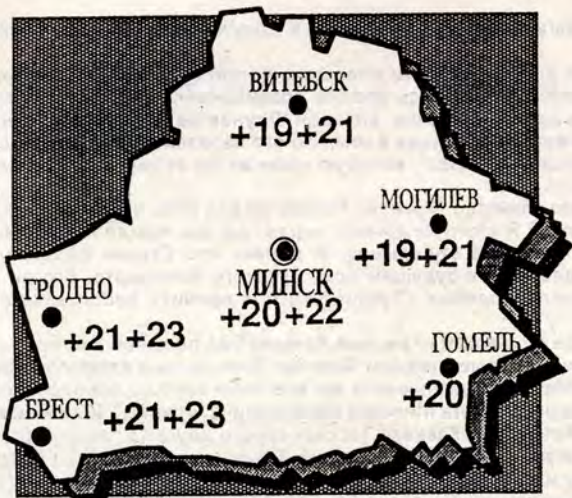 ВИТЕБСК
+19+21
МОГИЛЕВ
+19+21
МИНСК
+20+22
ГРОДНО
+21+23
ГОМЕЛЬ
+20
БРЕСТ
+21+23